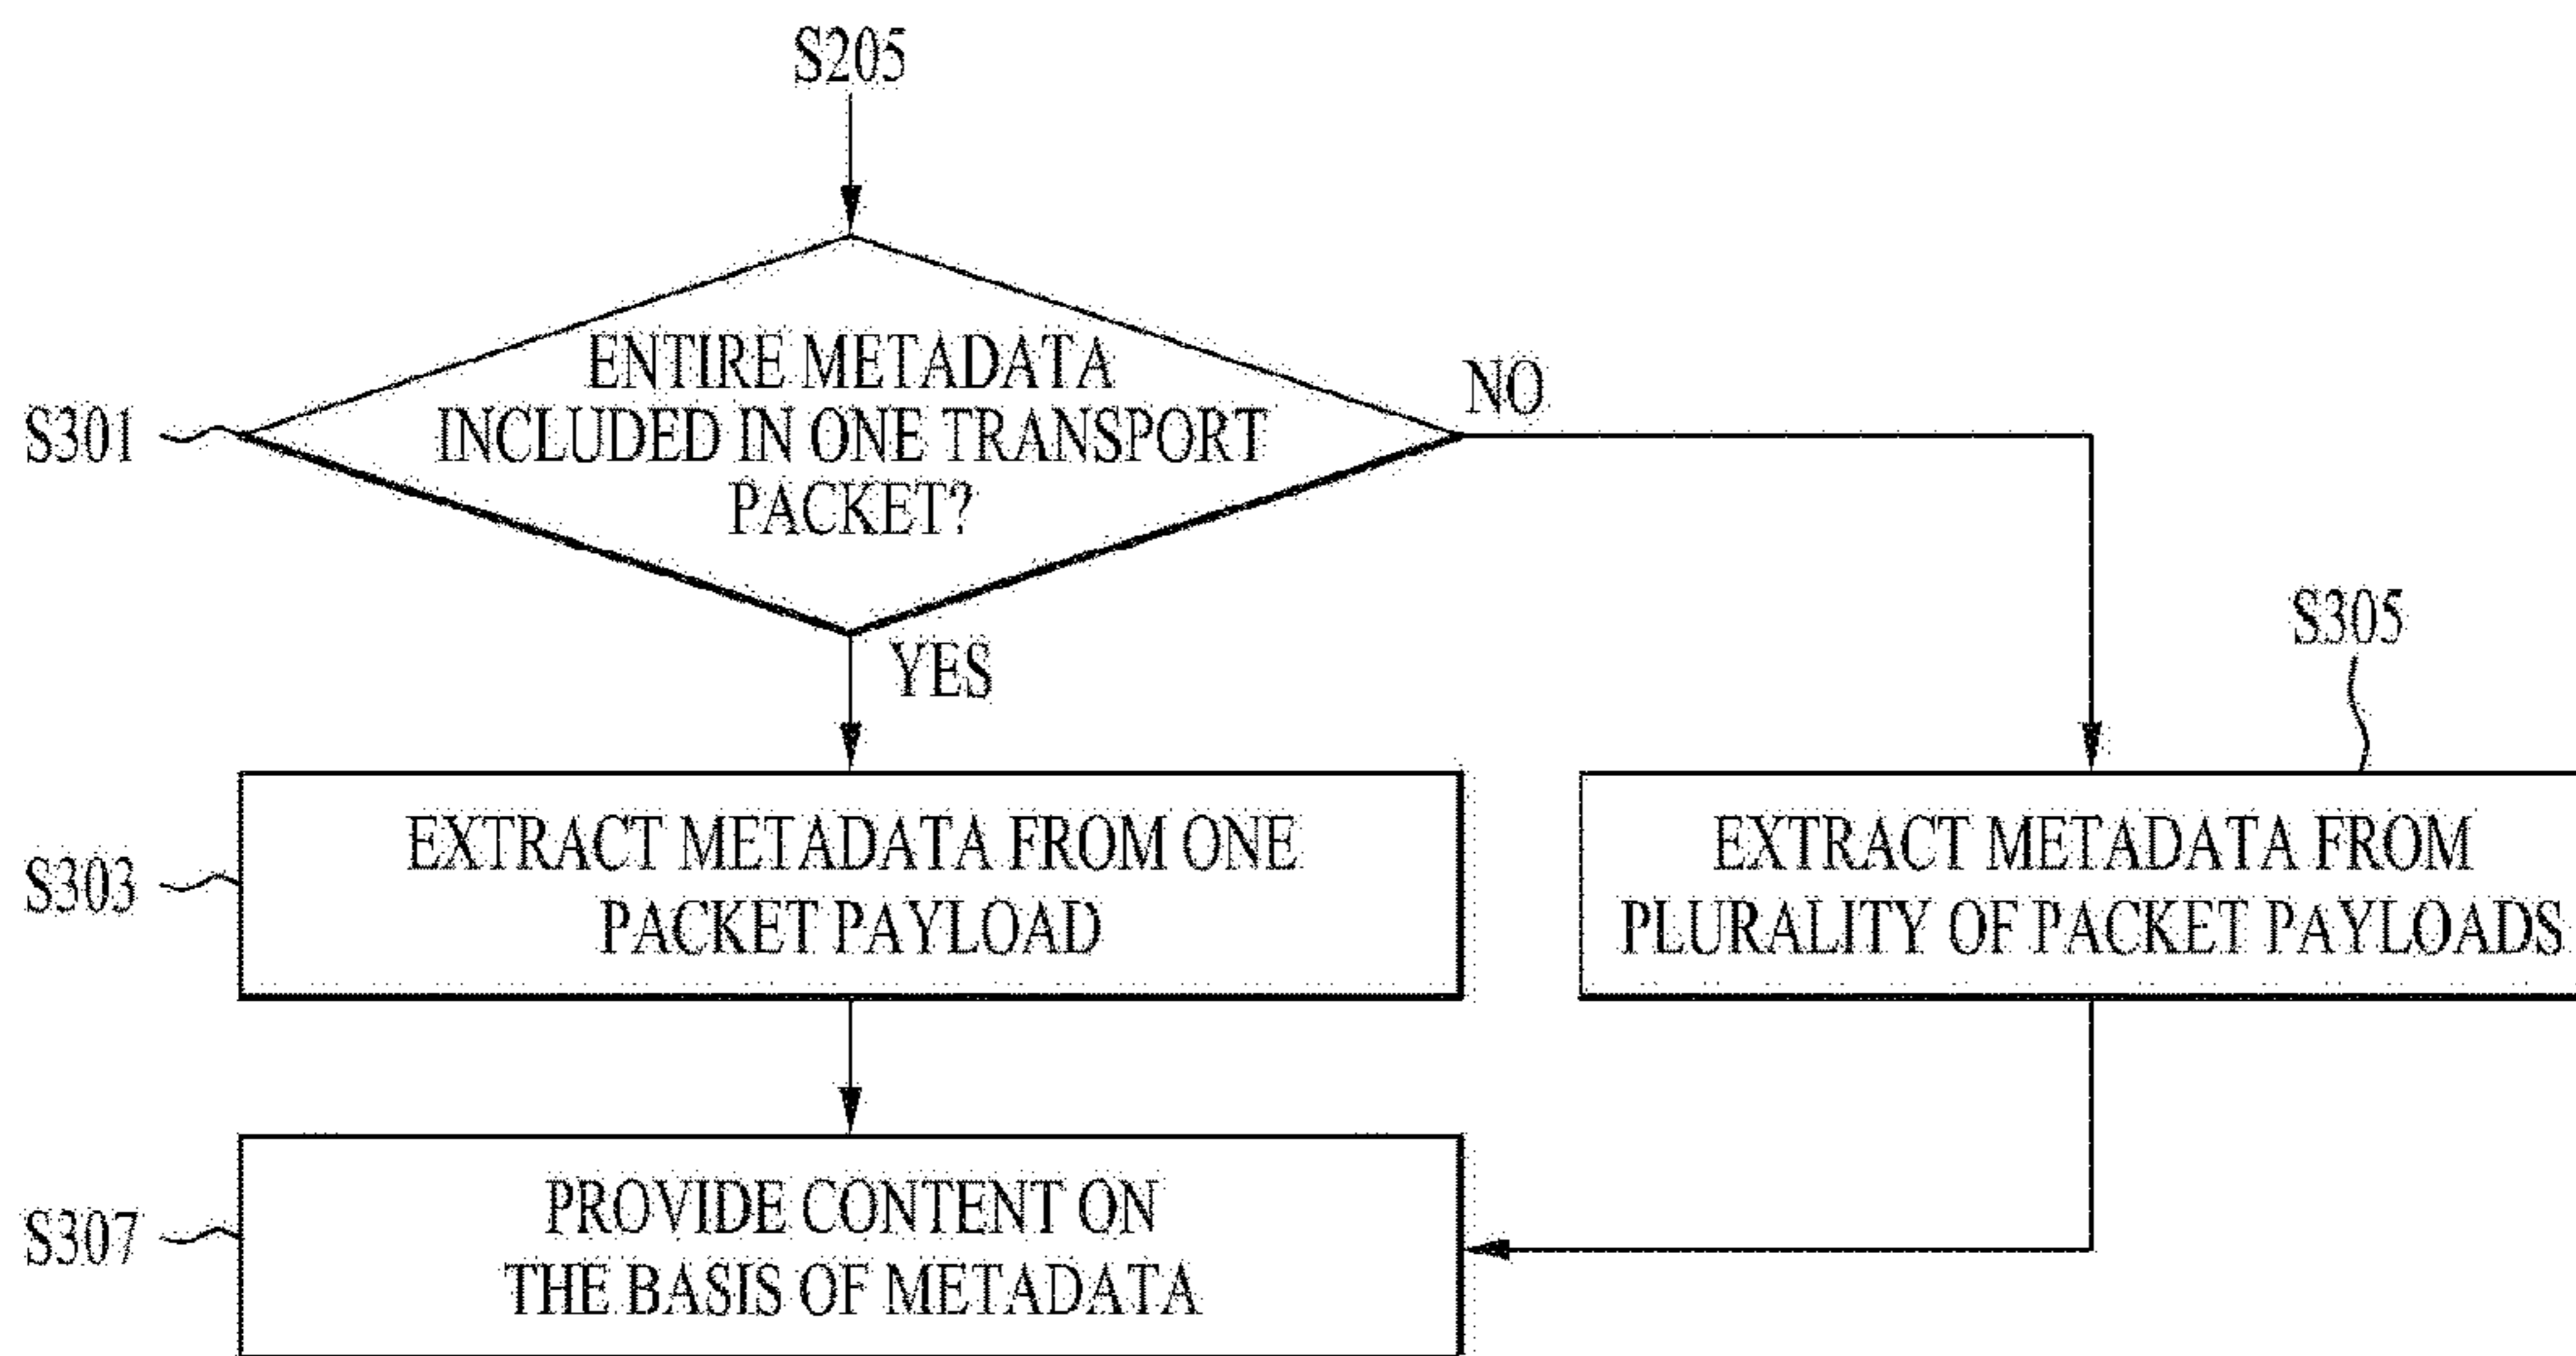 S205
S301
ENTIRE METADATA
INCLUDED IN ONE TRANSPORT
PACKET?
NO
YES
S305
S303
EXTRACT METADATA FROM ONE
PACKET PAYLOAD
EXTRACT METADATA FROM
PLURALITY OF PACKET PAYLOADS
S307
PROVIDE CONTENT ON
THE BASIS OF METADATA